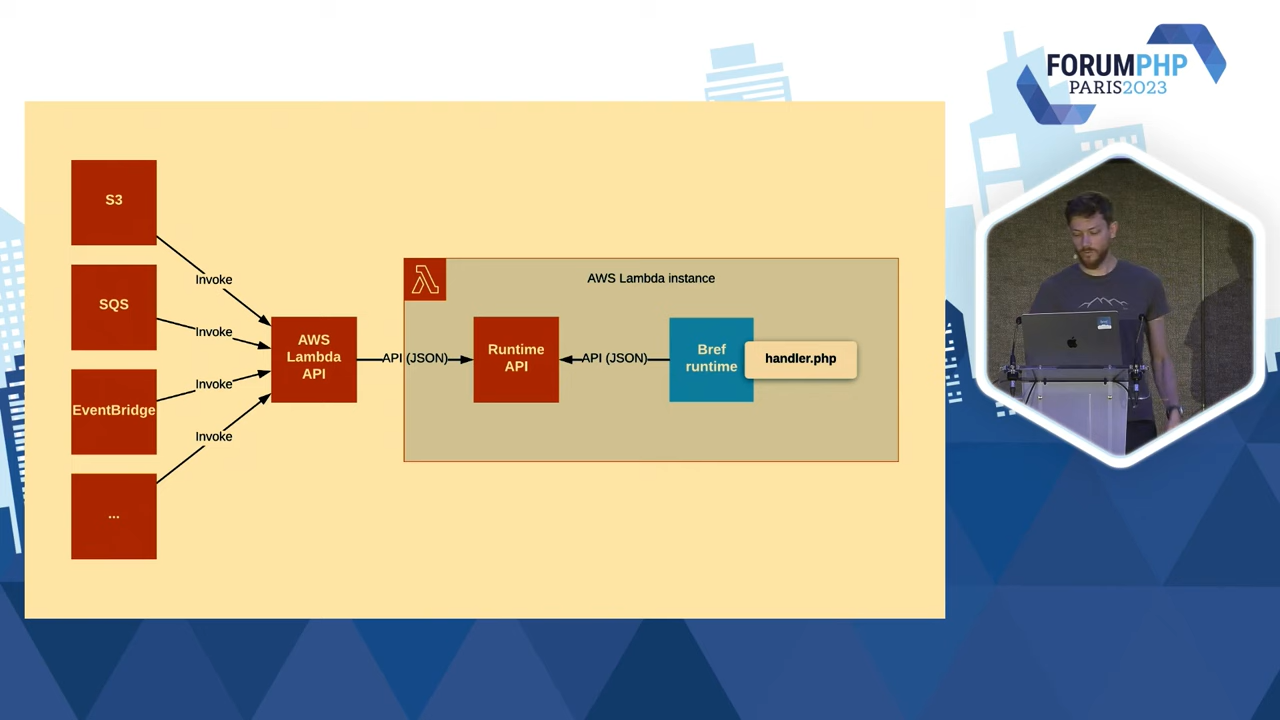 FORUMPHP
PARIS2023
S3
SQS
EventBridge
...
Invoke
Invoke
Invoke
Invoke
AWS
Lambda
API
API (JSON)
AWS Lambda instance
Runtime
API
API (JSON)
Bref
runtime
handler.php